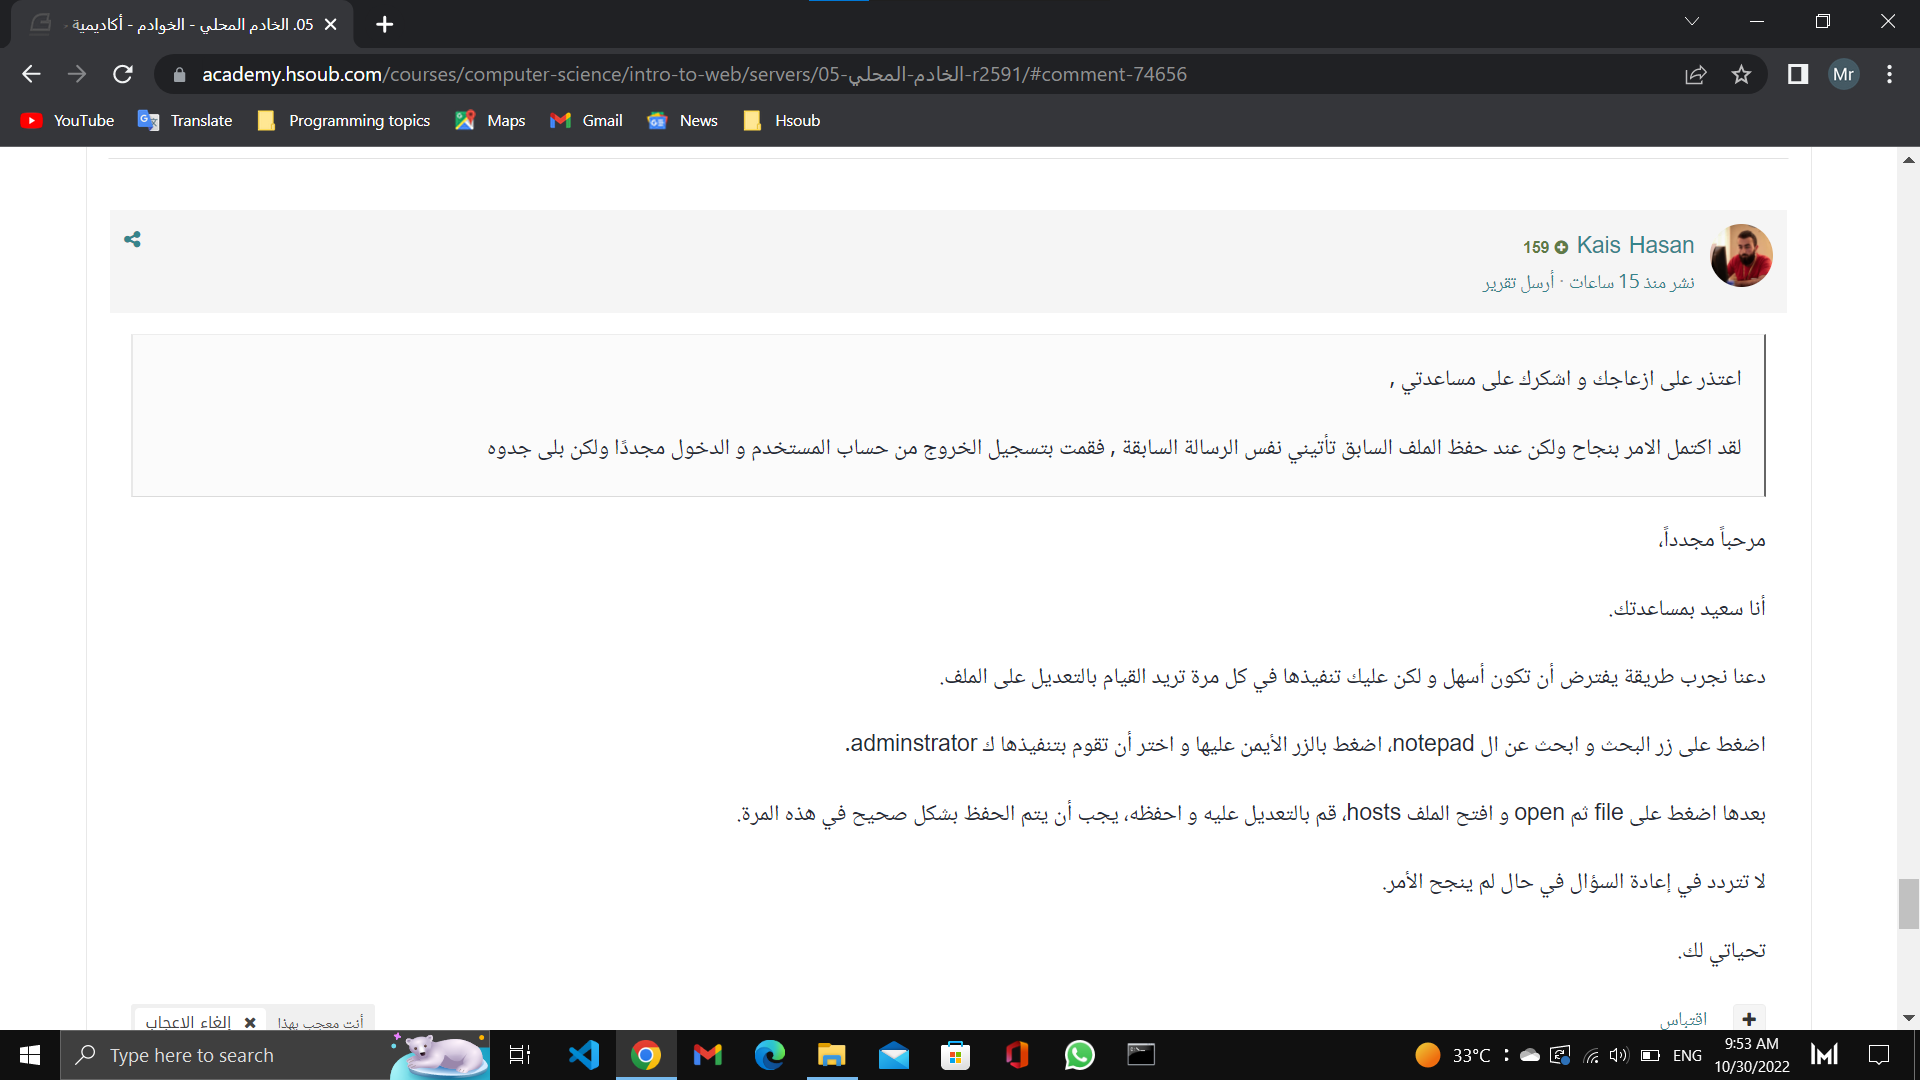 05. الخادم المحلي - الخوادم - أكاديمية
academy.hsoub.com/courses/computer-science/intro-to-web/servers/05-الخادم-المحلي-r2591/#comment-74656
Mr
YouTube
Translate
Programming topics
Maps
Gmail
News
Hsoub
Kais Hasan 159
نشر منذ 15 ساعات · أرسل تقرير
اعتذر على ازعاجك و اشكرك على مساعدتي ,
لقد اكتمل الامر بنجاح ولكن عند حفظ الملف السابق تأتيني نفس الرسالة السابقة , فقمت بتسجيل الخروج من حساب المستخدم و الدخول مجددًا ولكن بلى جدوه
مرحباً مجدداً،
أنا سعيد بمساعدتك.
دعنا نجرب طريقة يفترض أن تكون أسهل و لكن عليك تنفيذها في كل مرة تريد القيام بالتعديل على الملف.
اضغط على زر البحث و ابحث عن ال notepad، اضغط بالزر الأيمن عليها و اختر أن تقوم بتنفيذها ك adminstrator.
بعدها اضغط على file ثم open و افتح الملف hosts، قم بالتعديل عليه و احفظه، يجب أن يتم الحفظ بشكل صحيح في هذه المرة.
لا تتردد في إعادة السؤال في حال لم ينجح الأمر.
تحياتي لك.
اقتباس
أنت معجب بهذا
إلغاء الاعجاب
Type here to search
33°C
ENG
9:53 AM
10/30/2022